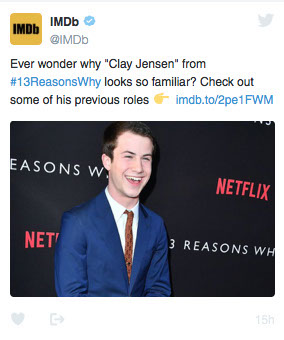 IMDb
IMDb
@IMDb
Ever wonder why "Clay Jensen" from
#13ReasonsWhy looks so familiar? Check out
some of his previous roles 👉 imdb.to/2pe1FWM
EASONS WHY
NETFLIX
NET
3 REASONS WH
15h